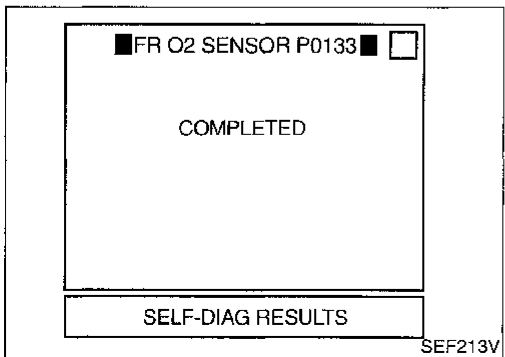 FR O2 SENSOR P0133
COMPLETED
SELF-DIAG RESULTS
SEF213V